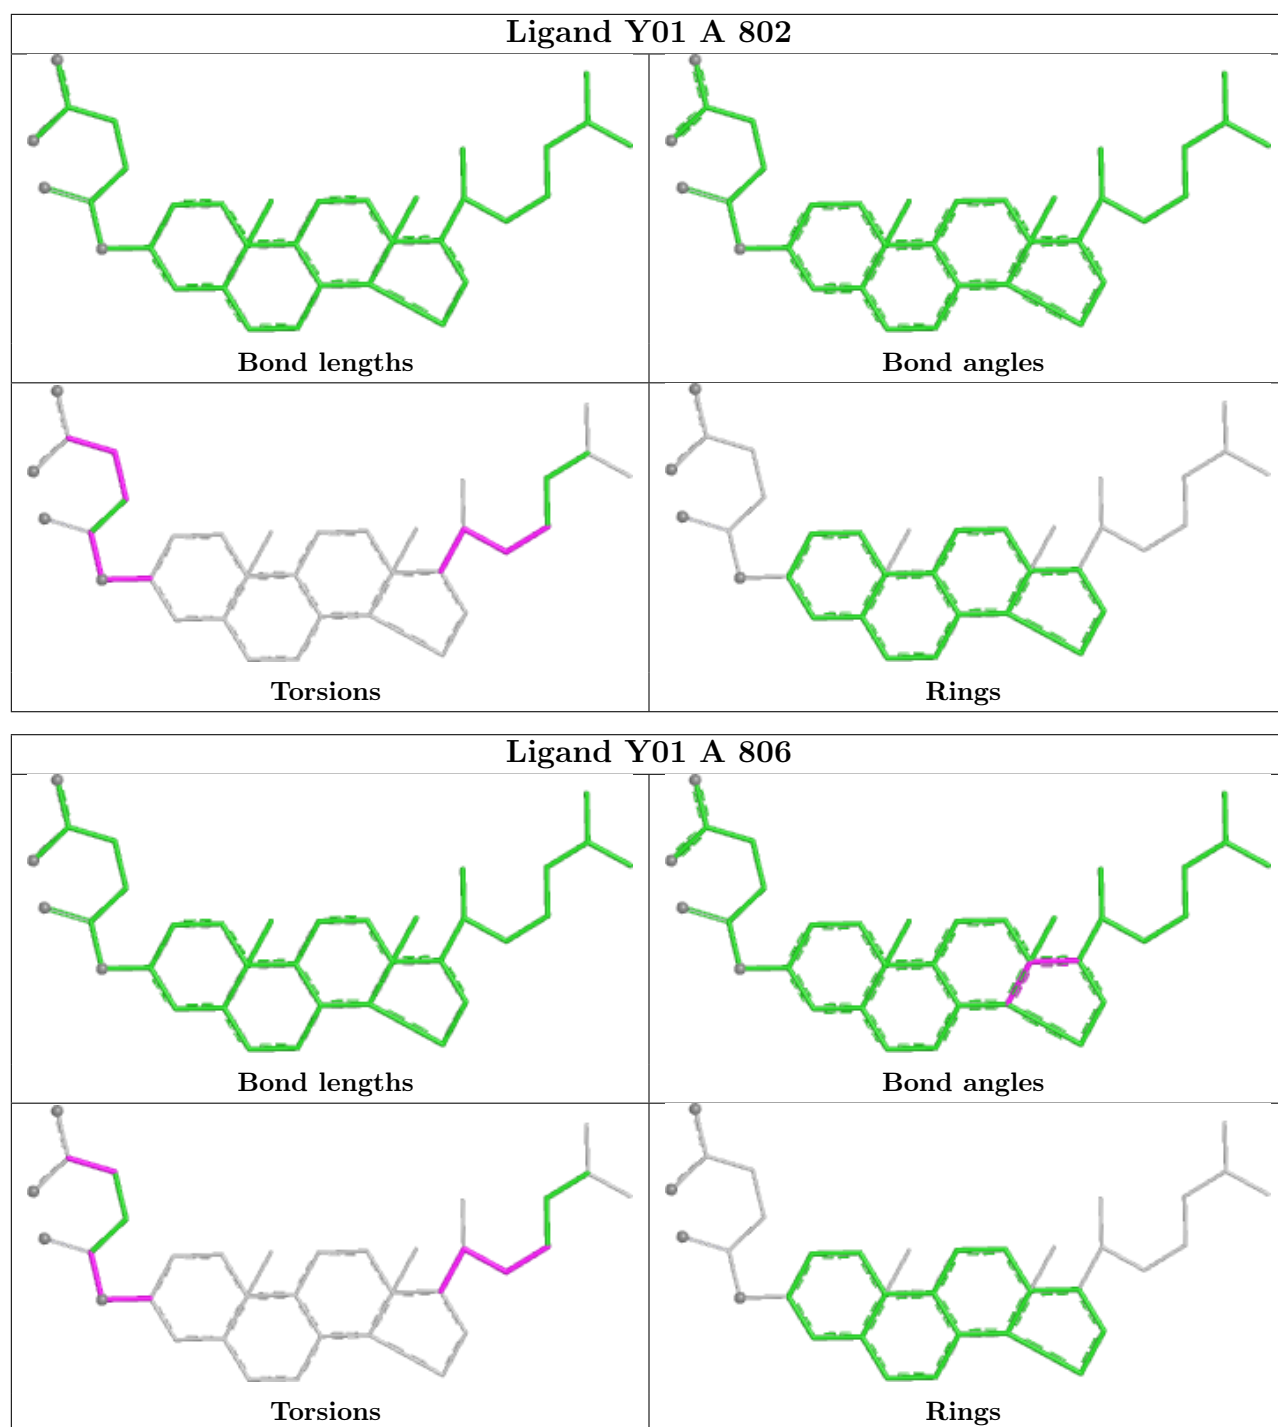 Ligand Y01 A 802
Bond lengths
Bond angles
Torsions
Rings
Ligand Y01 A 806
Bond lengths
Bond angles
Torsions
Rings